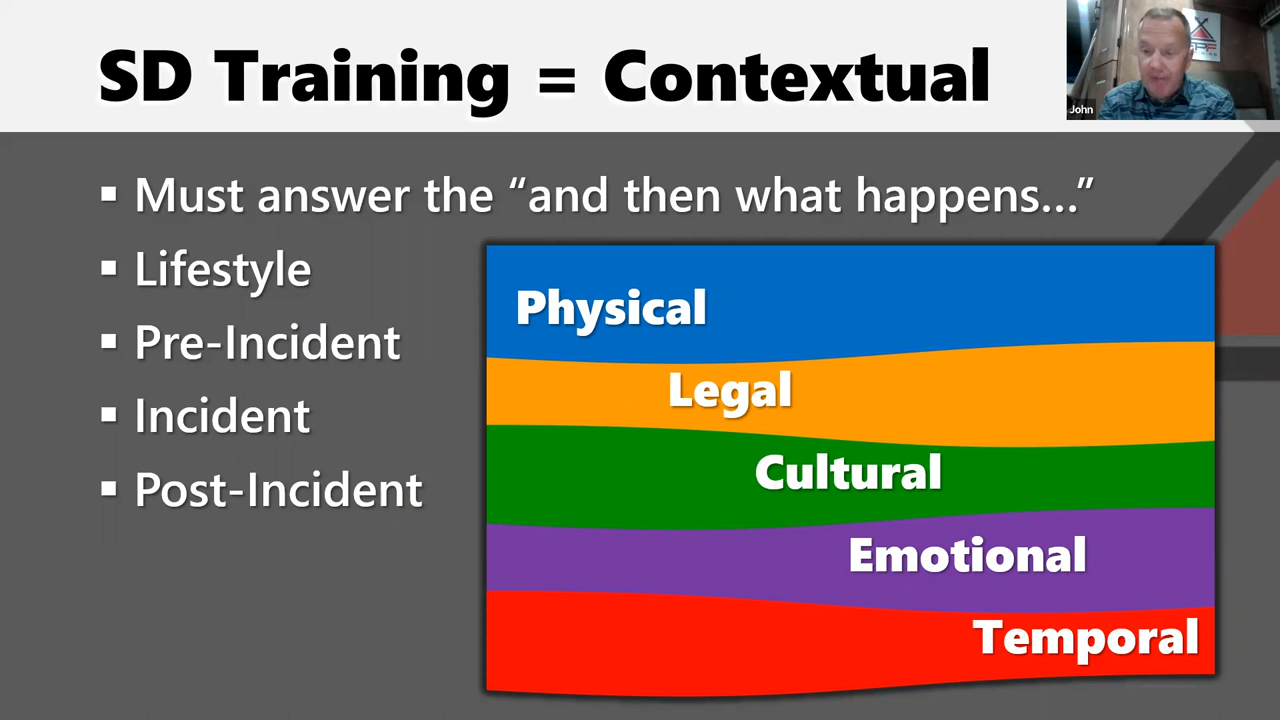 SD Training = Contextual
John
▪ Must answer the “and then what happens…”
▪ Lifestyle
▪ Pre-Incident
▪ Incident
▪ Post-Incident
Physical
Legal
Cultural
Emotional
Temporal